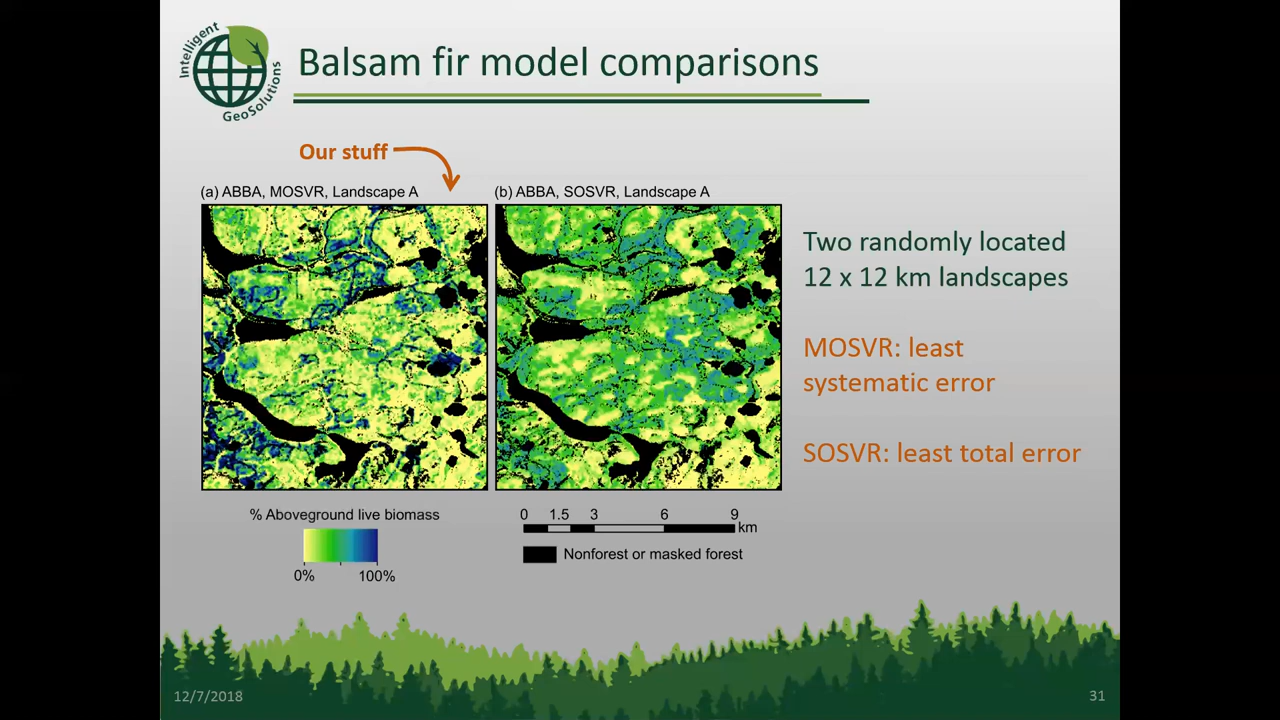 Intelligent
GeoSolutions
Balsam fir model comparisons
Our stuff
(a) ABBA, MOSVR, Landscape A
(b) ABBA, SOSVR, Landscape A
Two randomly located
12 x 12 km landscapes
MOSVR: least
systematic error
SOSVR: least total error
% Aboveground live biomass
0% 100%
0 1.5 3 6 9
km
Nonforest or masked forest
12/7/2018
31